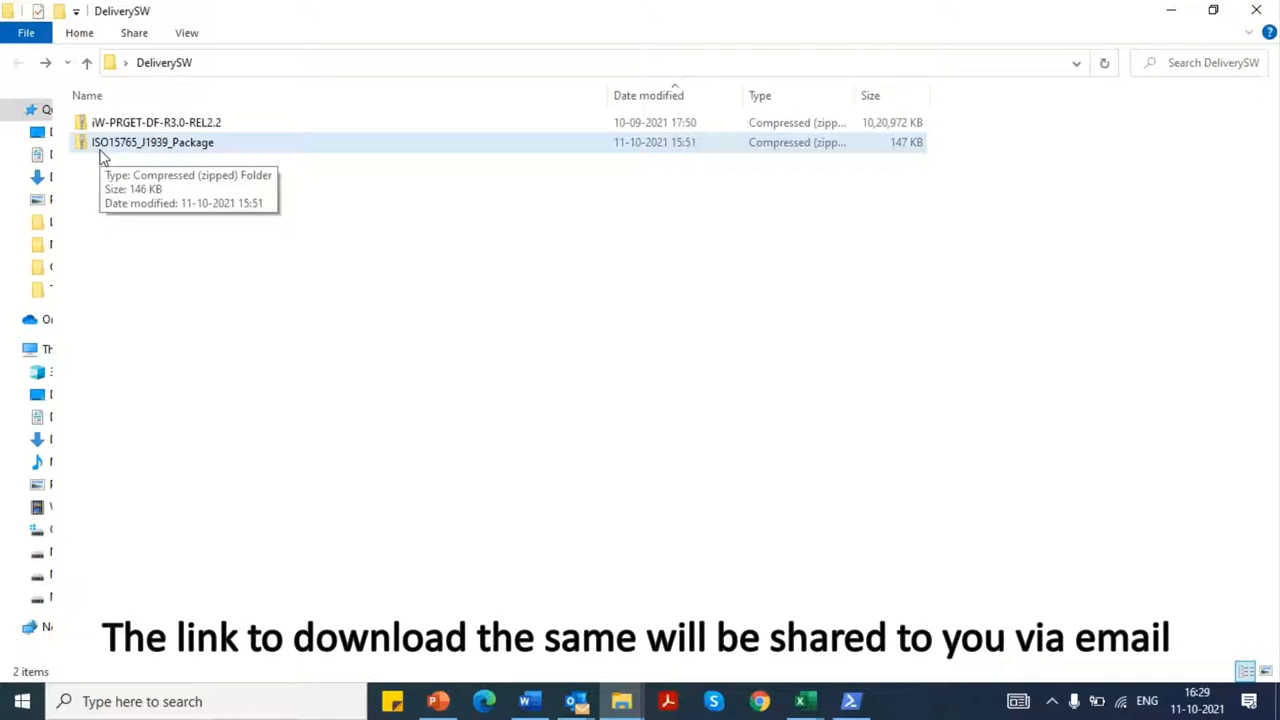 DeliverySW
File Home Share View
DeliverySW
Search DeliverySW
Name Date modified Type Size
iW-PRGET-DF-R3.0-REL2.2 10-09-2021 17:50 Compressed (zipp... 10,20,972 KB
ISO15765_J1939_Package 11-10-2021 15:51 Compressed (zipp... 147 KB
Type: Compressed (zipped) Folder
Size: 146 KB
Date modified: 11-10-2021 15:51
The link to download the same will be shared to you via email
2 items
Type here to search
ENG
16:29
11-10-2021